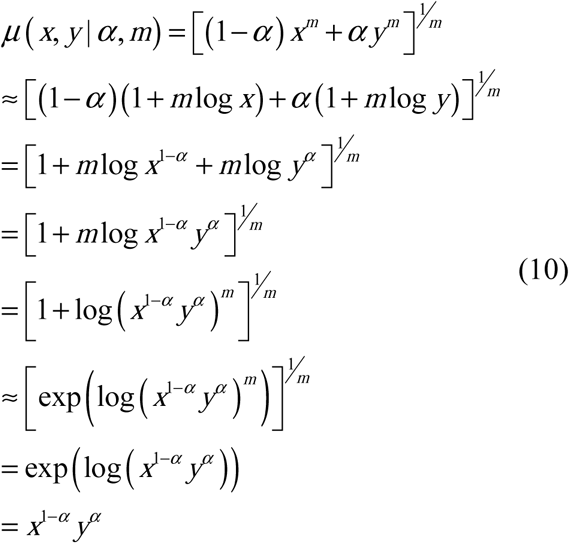 μ(x, y | α, m) = [(1−α) x^m + α y^m]^{1/m}
≈ [(1−α)(1+m log x) + α(1+m log y)]^{1/m}
= [1+ m log x^{1−α} + m log y^α]^{1/m}
= [1+ m log x^{1−α} y^α]^{1/m}
(10)
= [1+ log(x^{1−α} y^α)^m]^{1/m}
≈ [exp(log(x^{1−α} y^α)^m)]^{1/m}
= exp(log(x^{1−α} y^α))
= x^{1−α} y^α